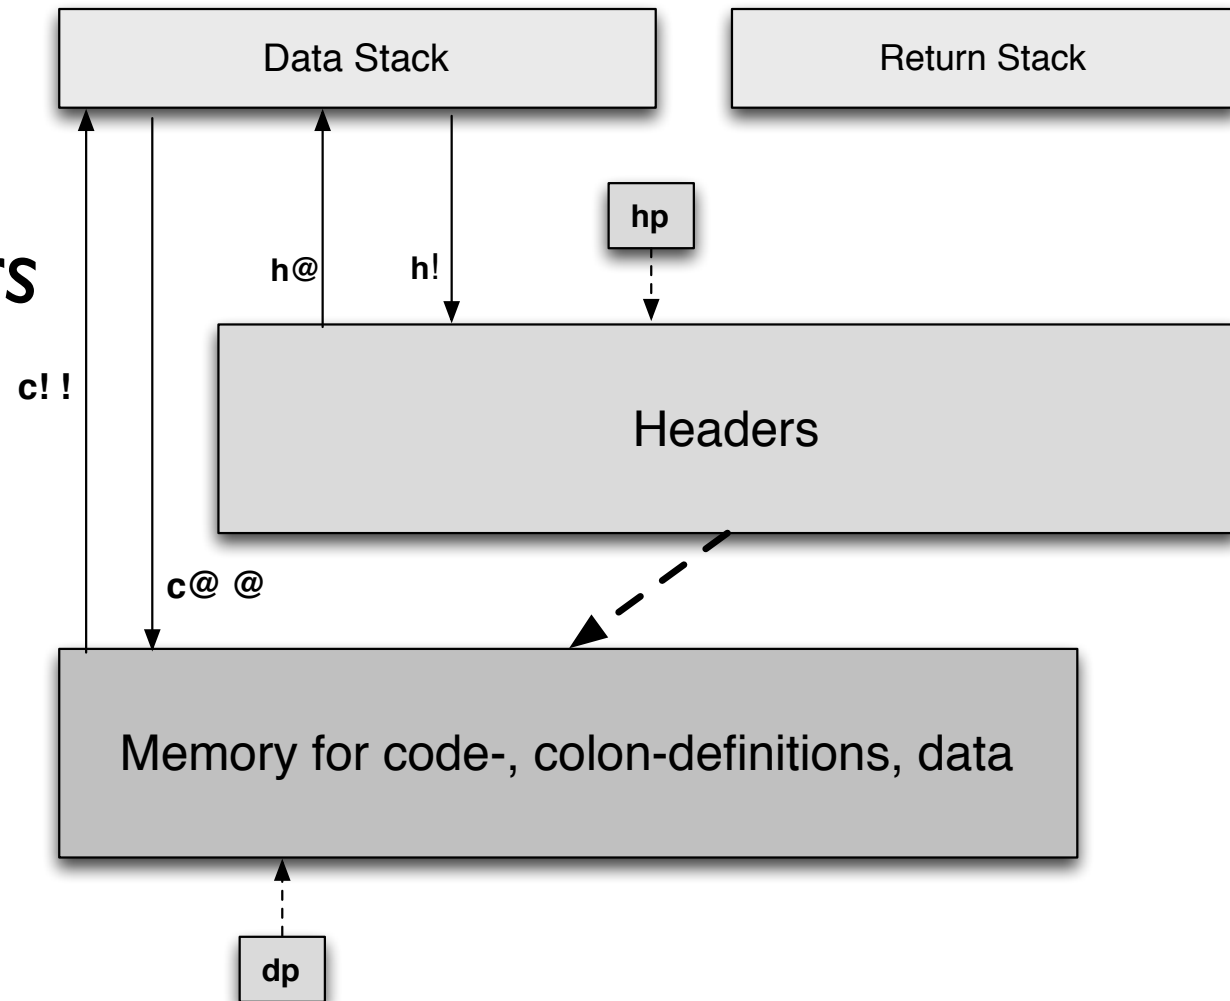 Data Stack
Return Stack
hp
h@
h!
c! !
Headers
c@ @
Memory for code-, colon-definitions, data
dp